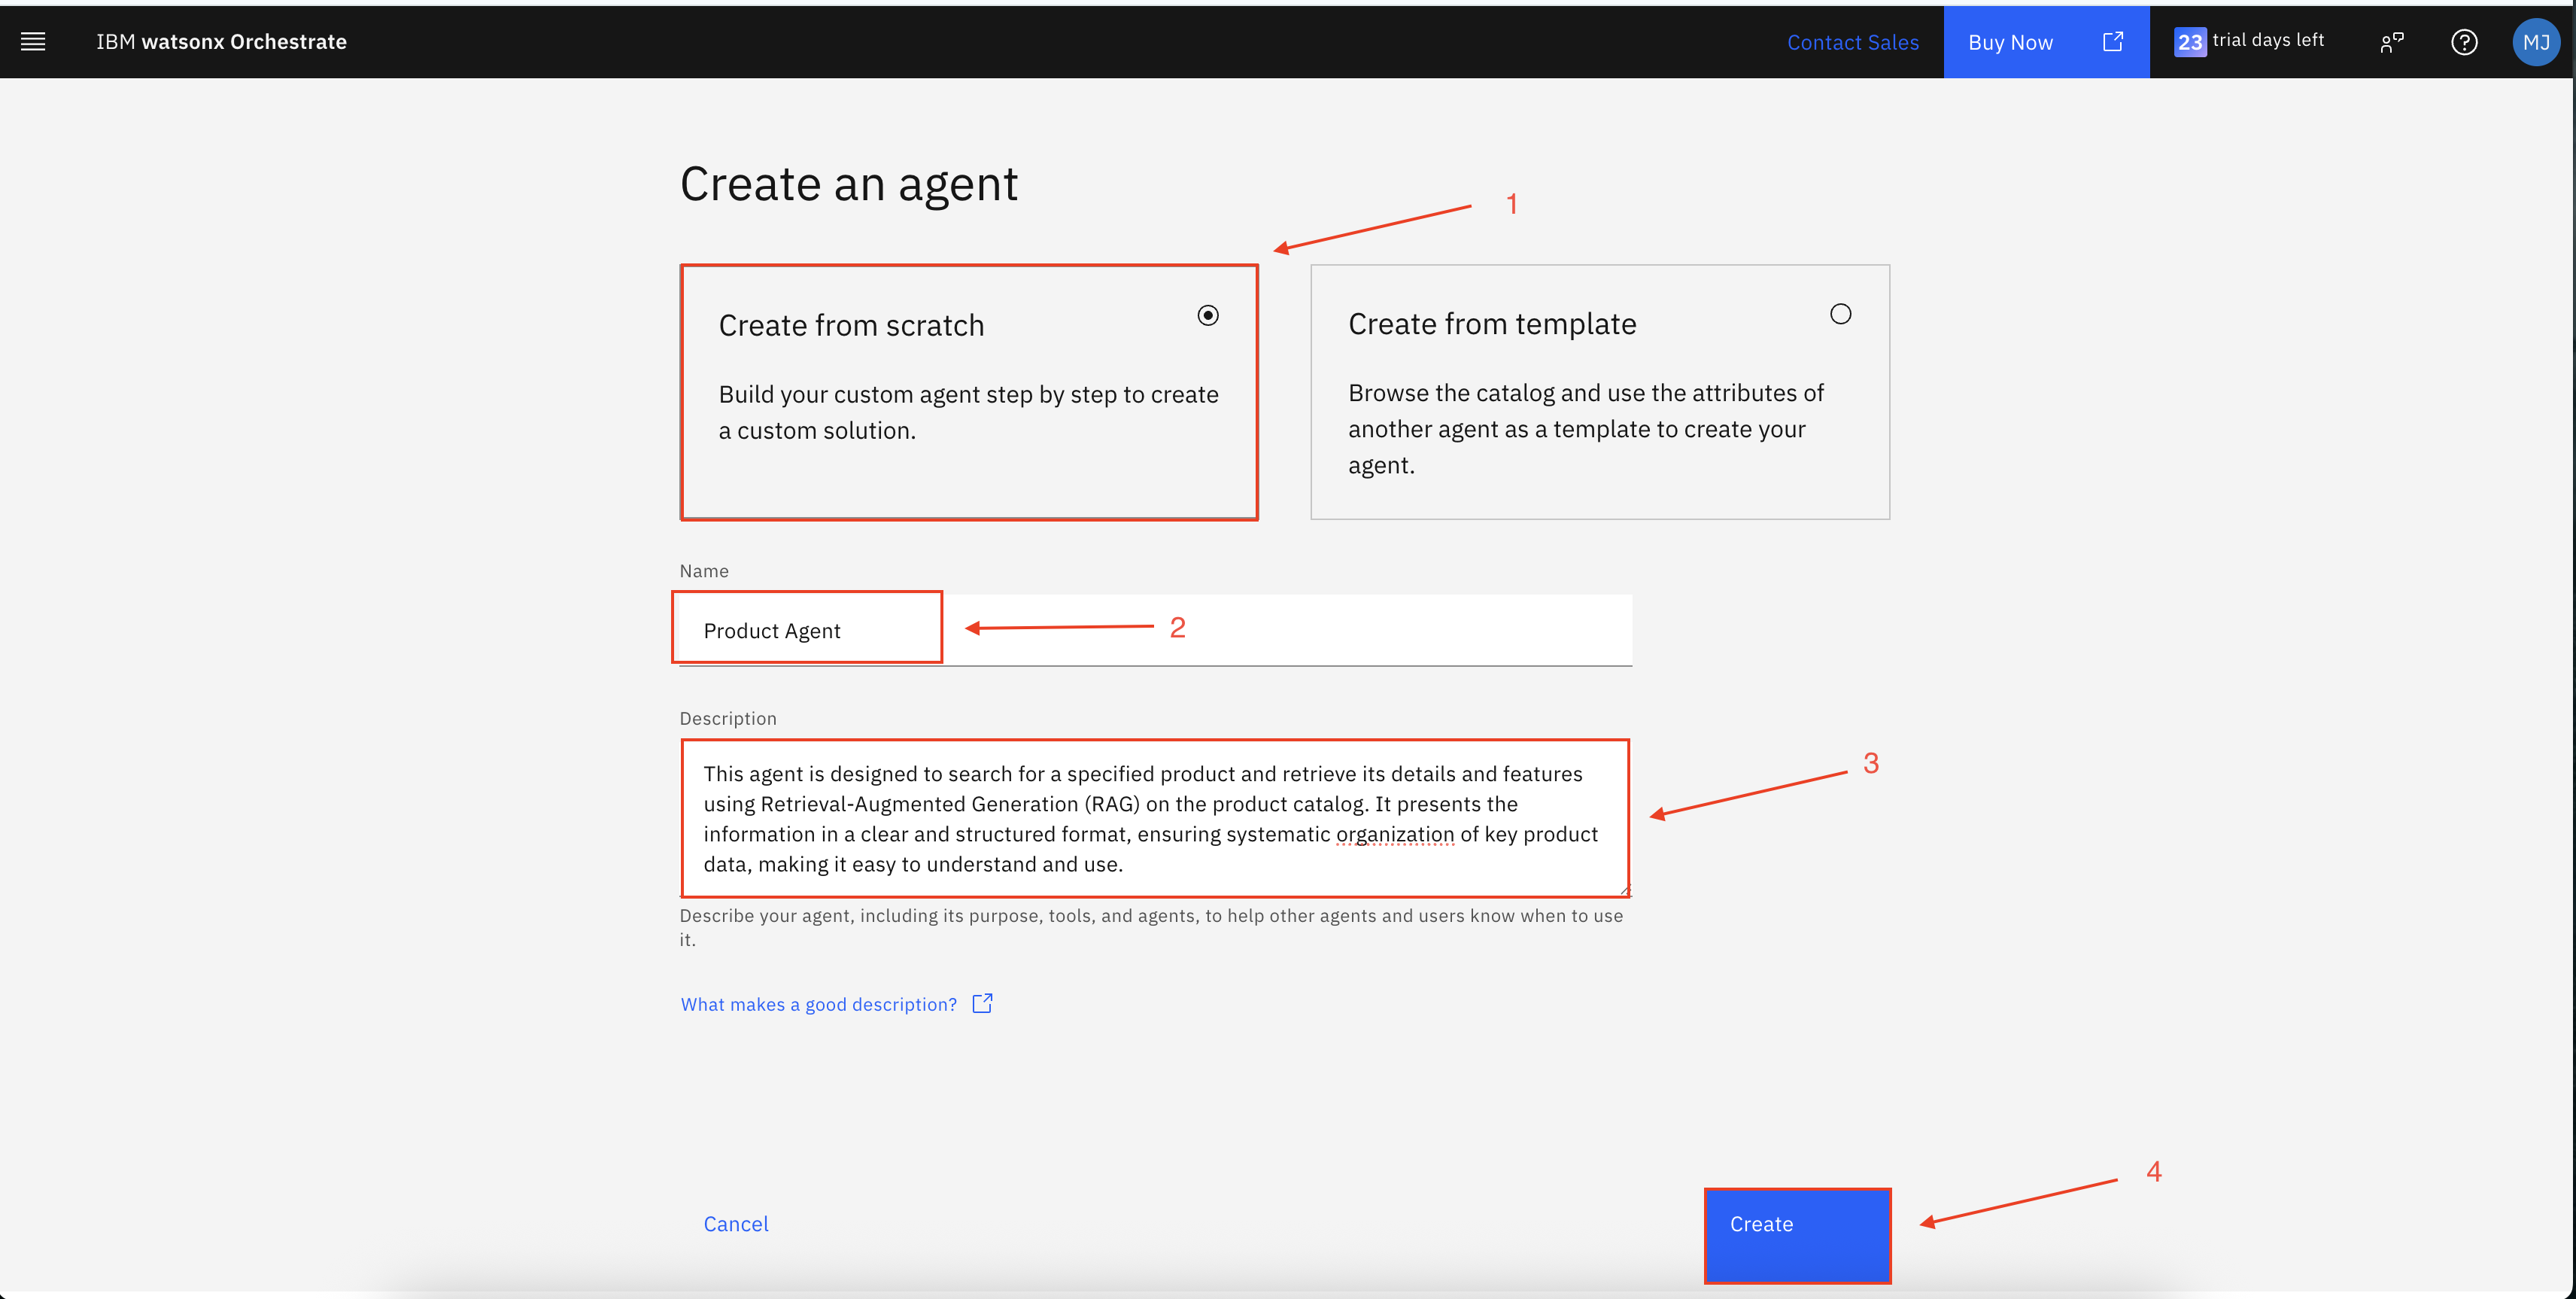 IBM watsonx Orchestrate
Contact Sales
Buy Now
23 trial days left
MJ
Create an agent
1
Create from scratch
Build your custom agent step by step to create
a custom solution.
Create from template
Browse the catalog and use the attributes of
another agent as a template to create your
agent.
Name
Product Agent
2
Description
This agent is designed to search for a specified product and retrieve its details and features
using Retrieval-Augmented Generation (RAG) on the product catalog. It presents the
information in a clear and structured format, ensuring systematic organization of key product
data, making it easy to understand and use.
3
Describe your agent, including its purpose, tools, and agents, to help other agents and users know when to use
it.
What makes a good description?
4
Cancel
Create